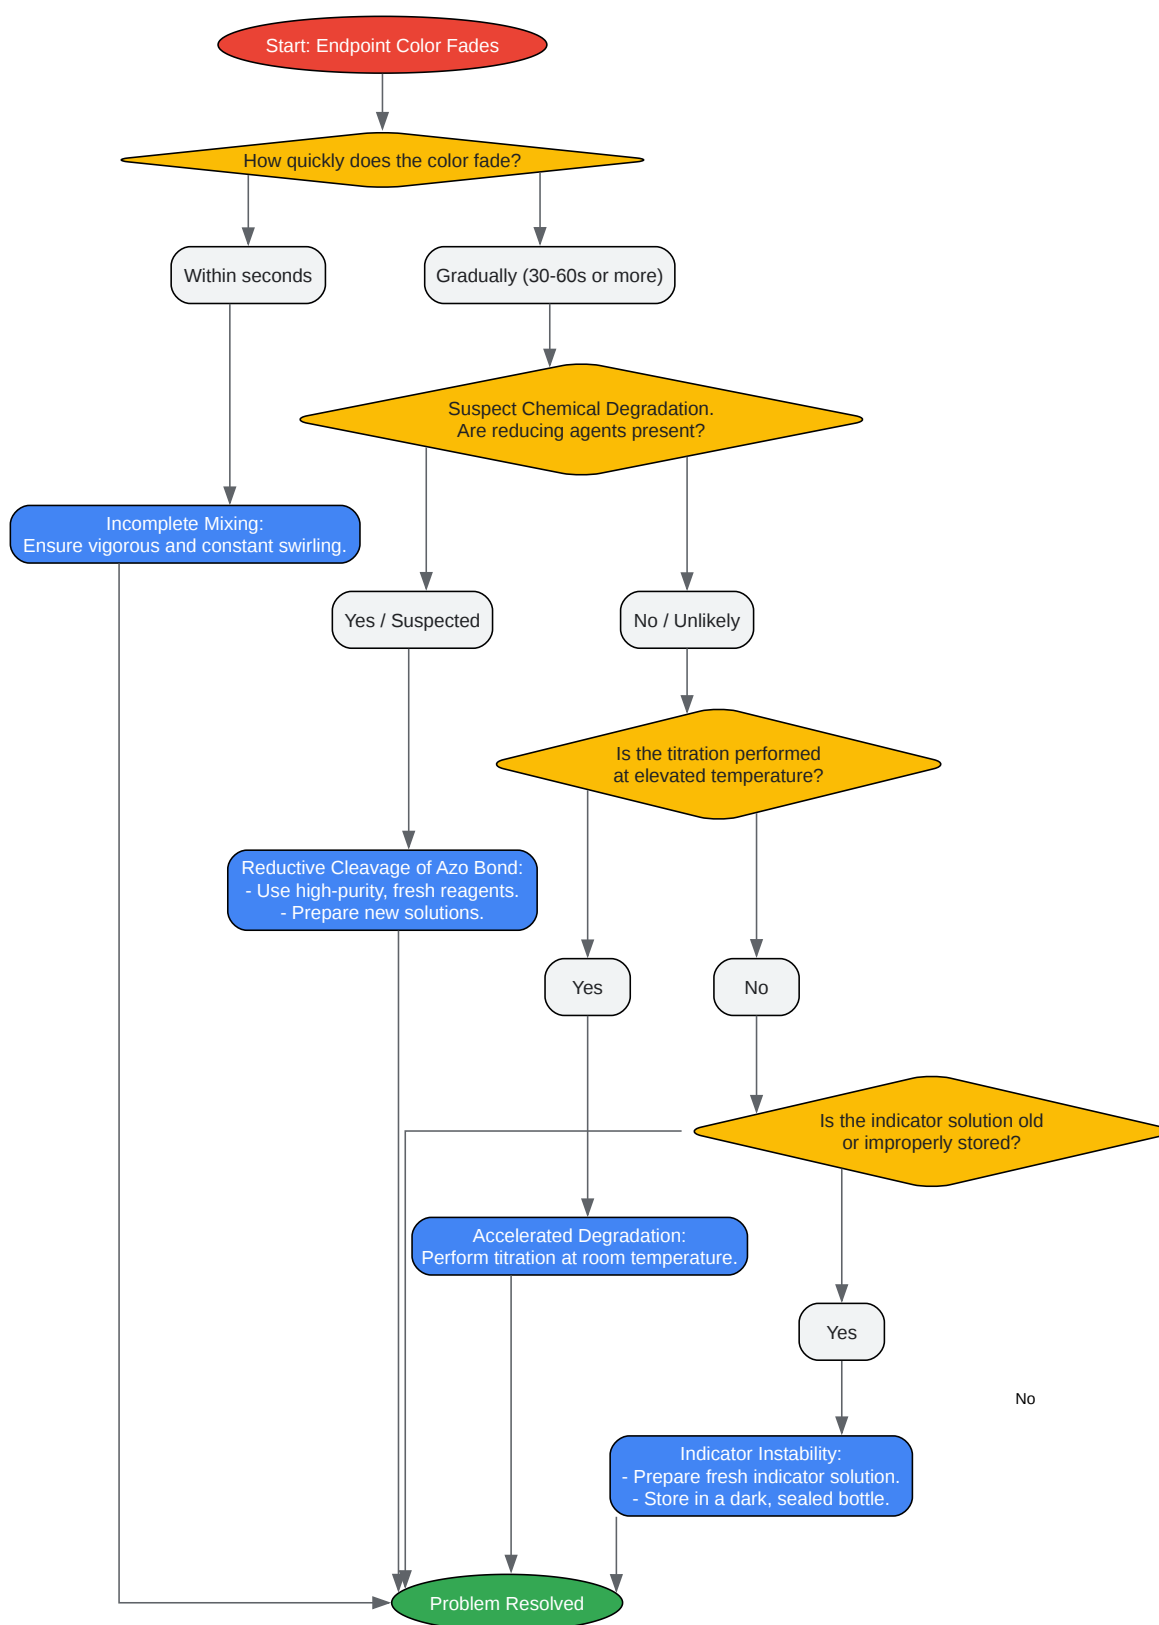 Start: Endpoint Color Fades
How quickly does the color fade?
Within seconds
Gradually (30-60s or more)
Suspect Chemical Degradation.
Are reducing agents present?
Incomplete Mixing:
Ensure vigorous and constant swirling.
Yes / Suspected
No / Unlikely
Is the titration performed
at elevated temperature?
Reductive Cleavage of Azo Bond:
- Use high-purity, fresh reagents.
- Prepare new solutions.
Yes
No
Is the indicator solution old
or improperly stored?
Accelerated Degradation:
Perform titration at room temperature.
Yes
No
Indicator Instability:
- Prepare fresh indicator solution.
- Store in a dark, sealed bottle.
Problem Resolved